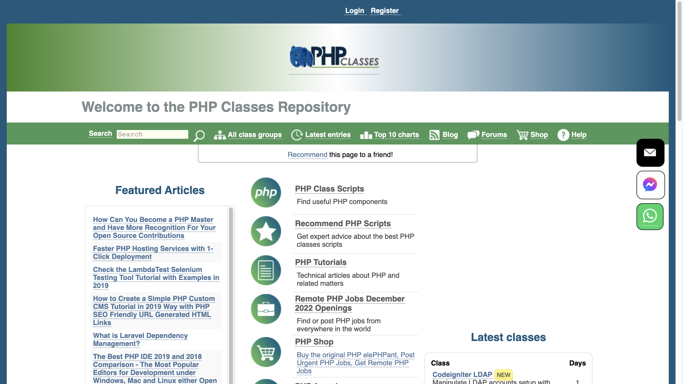 Login Register
PHP CLASSES
Welcome to the PHP Classes Repository
Search Search All class groups Latest entries Top 10 charts Blog Forums Shop ? Help
Recommend this page to a friend!
Featured Articles
How Can You Become a PHP Master
and Have More Recognition For Your
Open Source Contributions
Faster PHP Hosting Services with 1-
Click Deployment
Check the LambdaTest Selenium
Testing Tool Tutorial with Examples in
2019
How to Create a Simple PHP Custom
CMS Tutorial in 2019 Way with PHP
SEO Friendly URL Generated HTML
Links
What is Laravel Dependency
Management?
The Best PHP IDE 2019 and 2018
Comparison - The Most Popular
Editors for Development under
Windows, Mac and Linux either Open
php
PHP Class Scripts
Find useful PHP components
Recommend PHP Scripts
Get expert advice about the best PHP
classes scripts
PHP Tutorials
Technical articles about PHP and
related matters
Remote PHP Jobs December
2022 Openings
Find or post PHP jobs from
everywhere in the world
PHP Shop
Buy the original PHP elePHPant, Post
Urgent PHP Jobs, Get Remote PHP
Jobs
Latest classes
Class Days
Codeigniter LDAP NEW
Manipulate LDAP accounts setup with 1